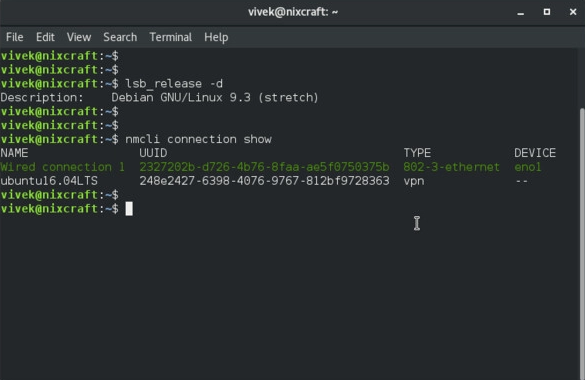 vivek@nixcraft: ~
File Edit View Search Terminal Help
vivek@nixcraft:~$
vivek@nixcraft:~$
vivek@nixcraft:~$ lsb_release -d
Description: Debian GNU/Linux 9.3 (stretch)
vivek@nixcraft:~$
vivek@nixcraft:~$
vivek@nixcraft:~$ nmcli connection show
NAME UUID TYPE DEVICE
Wired connection 1 2327202b-d726-4b76-8faa-ae5f0750375b 802-3-ethernet eno1
ubuntu16.04LTS 248e2427-6398-4076-9767-812bf9728363 vpn --
vivek@nixcraft:~$
vivek@nixcraft:~$